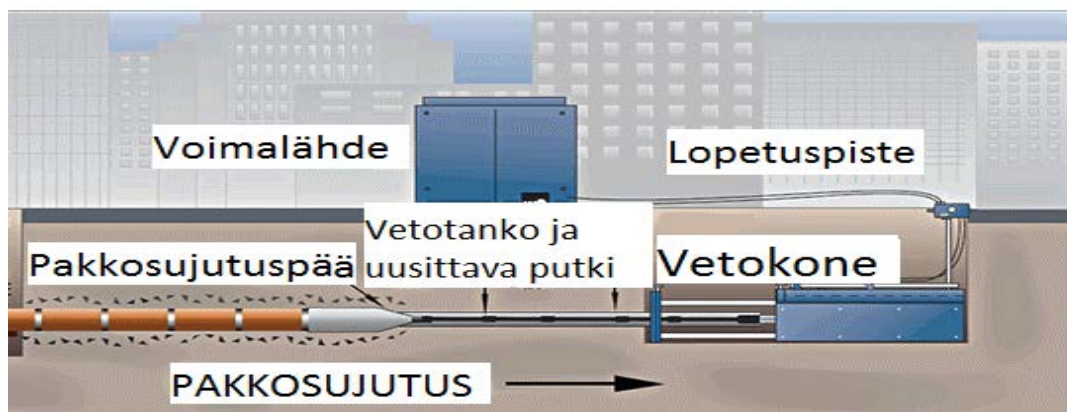 Voimalähde
Lopetuspiste
Vetotanko ja
uusittava putki
Pakkosujutuspää
Vetokone
PAKKOSUJUTUS